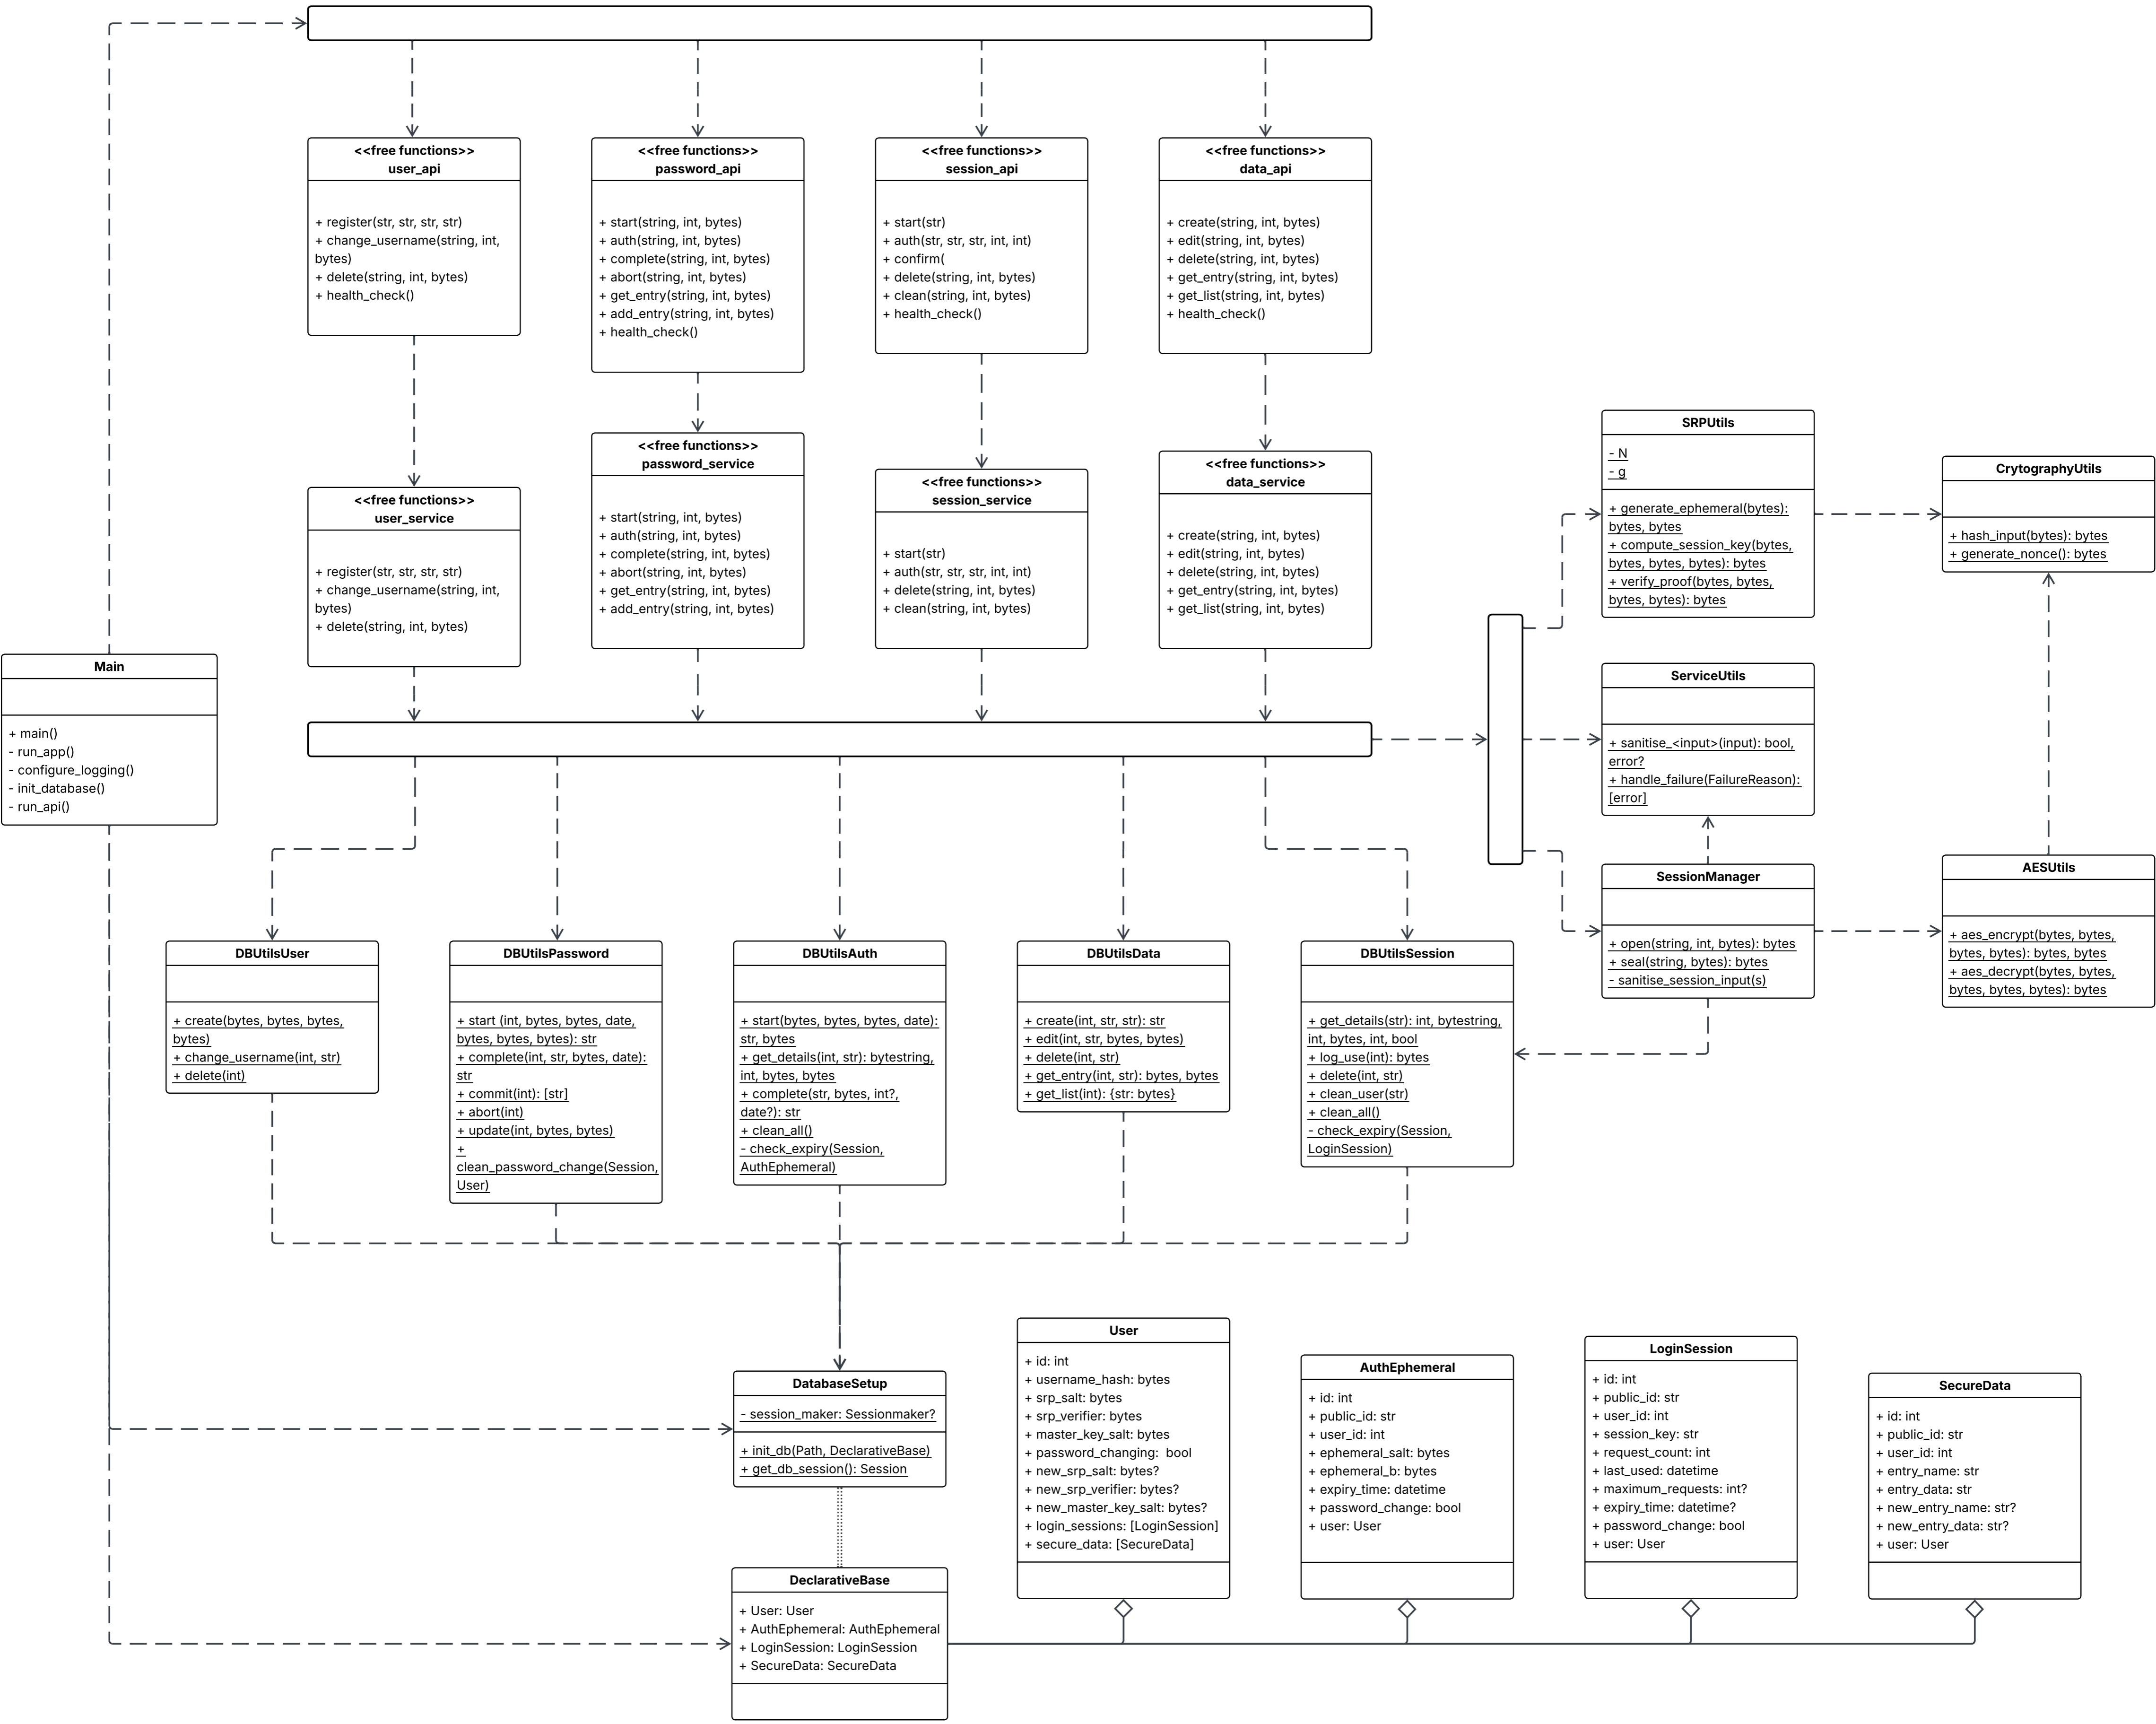 <<free functions>>
user_api
+ register(str, str, str, str)
+ change_username(string, int,
bytes)
+ delete(string, int, bytes)
+ health_check()
<<free functions>>
password_api
+ start(string, int, bytes)
+ auth(string, int, bytes)
+ complete(string, int, bytes)
+ abort(string, int, bytes)
+ get_entry(string, int, bytes)
+ add_entry(string, int, bytes)
+ health_check()
<<free functions>>
session_api
+ start(str)
+ auth(str, str, str, int, int)
+ confirm(
+ delete(string, int, bytes)
+ clean(string, int, bytes)
+ health_check()
<<free functions>>
data_api
+ create(string, int, bytes)
+ edit(string, int, bytes)
+ delete(string, int, bytes)
+ get_entry(string, int, bytes)
+ get_list(string, int, bytes)
+ health_check()
<<free functions>>
user_service
+ register(str, str, str, str)
+ change_username(string, int,
bytes)
+ delete(string, int, bytes)
<<free functions>>
password_service
+ start(string, int, bytes)
+ auth(string, int, bytes)
+ complete(string, int, bytes)
+ abort(string, int, bytes)
+ get_entry(string, int, bytes)
+ add_entry(string, int, bytes)
<<free functions>>
session_service
+ start(str)
+ auth(str, str, str, int, int)
+ delete(string, int, bytes)
+ clean(string, int, bytes)
<<free functions>>
data_service
+ create(string, int, bytes)
+ edit(string, int, bytes)
+ delete(string, int, bytes)
+ get_entry(string, int, bytes)
+ get_list(string, int, bytes)
SRPUtils
- N
- g
+ generate_ephemeral(bytes):
bytes, bytes
+ compute_session_key(bytes,
bytes, bytes, bytes): bytes
+ verify_proof(bytes, bytes,
bytes, bytes): bytes
CrytographyUtils
+ hash_input(bytes): bytes
+ generate_nonce(): bytes
Main
+ main()
- run_app()
- configure_logging()
- init_database()
- run_api()
ServiceUtils
+ sanitise_<input>(input): bool,
error?
+ handle_failure(FailureReason):
[error]
SessionManager
+ open(string, int, bytes): bytes
+ seal(string, bytes): bytes
- sanitise_session_input(s)
AESUtils
+ aes_encrypt(bytes, bytes,
bytes, bytes): bytes, bytes
+ aes_decrypt(bytes, bytes,
bytes, bytes, bytes): bytes
DBUtilsUser
+ create(bytes, bytes, bytes,
bytes)
+ change_username(int, str)
+ delete(int)
DBUtilsPassword
+ start (int, bytes, bytes, date,
bytes, bytes, bytes): str
+ complete(int, str, bytes, date):
str
+ commit(int): [str]
+ abort(int)
+ update(int, bytes, bytes)
+
clean_password_change(Session,
User)
DBUtilsAuth
+ start(bytes, bytes, bytes, date):
str, bytes
+ get_details(int, str): bytestring,
int, bytes, bytes
+ complete(str, bytes, int?,
date?): str
+ clean_all()
- check_expiry(Session,
AuthEphemeral)
DBUtilsData
+ create(int, str, str): str
+ edit(int, str, bytes, bytes)
+ delete(int, str)
+ get_entry(int, str): bytes, bytes
+ get_list(int): {str: bytes}
DBUtilsSession
+ get_details(str): int, bytestring,
int, bytes, int, bool
+ log_use(int): bytes
+ delete(int, str)
+ clean_user(str)
+ clean_all()
- check_expiry(Session,
LoginSession)
DatabaseSetup
- session_maker: Sessionmaker?
+ init_db(Path, DeclarativeBase)
+ get_db_session(): Session
User
+ id: int
+ username_hash: bytes
+ srp_salt: bytes
+ srp_verifier: bytes
+ master_key_salt: bytes
+ password_changing: bool
+ new_srp_salt: bytes?
+ new_srp_verifier: bytes?
+ new_master_key_salt: bytes?
+ login_sessions: [LoginSession]
+ secure_data: [SecureData]
AuthEphemeral
+ id: int
+ public_id: str
+ user_id: int
+ ephemeral_salt: bytes
+ ephemeral_b: bytes
+ expiry_time: datetime
+ password_change: bool
+ user: User
LoginSession
+ id: int
+ public_id: str
+ user_id: int
+ session_key: str
+ request_count: int
+ last_used: datetime
+ maximum_requests: int?
+ expiry_time: datetime?
+ password_change: bool
+ user: User
SecureData
+ id: int
+ public_id: str
+ user_id: int
+ entry_name: str
+ entry_data: str
+ new_entry_name: str?
+ new_entry_data: str?
+ user: User
DeclarativeBase
+ User: User
+ AuthEphemeral: AuthEphemeral
+ LoginSession: LoginSession
+ SecureData: SecureData